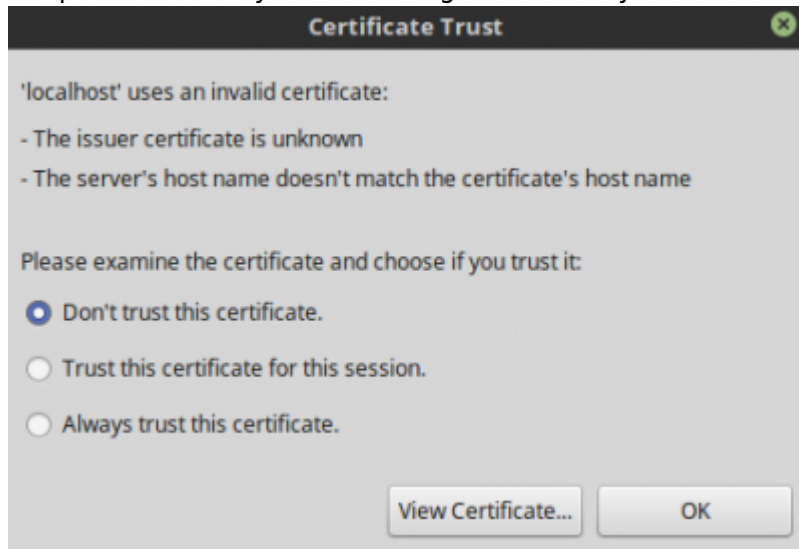 Certificate Trust
'localhost' uses an invalid certificate:
- The issuer certificate is unknown
- The server's host name doesn't match the certificate's host name
Please examine the certificate and choose if you trust it:
Don't trust this certificate.
Trust this certificate for this session.
Always trust this certificate.
View Certificate... OK